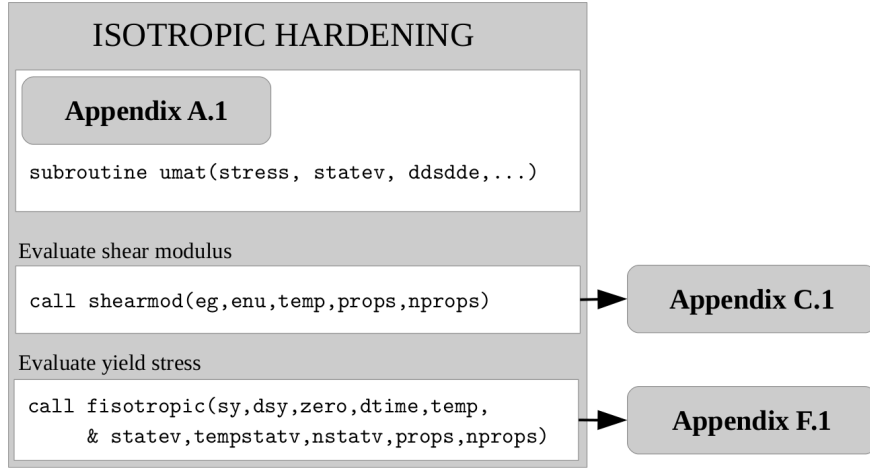 ISOTROPIC HARDENING
Appendix A.1
subroutine umat(stress, statev, ddsdde,...)
Evaluate shear modulus
call shearmod(eg,enu,temp,props,nprops)
Appendix C.1
Evaluate yield stress
call fisotropic(sy,dsy,zero,dtime,temp,
& statev,tempstatv,nstatv,props,nprops)
Appendix F.1